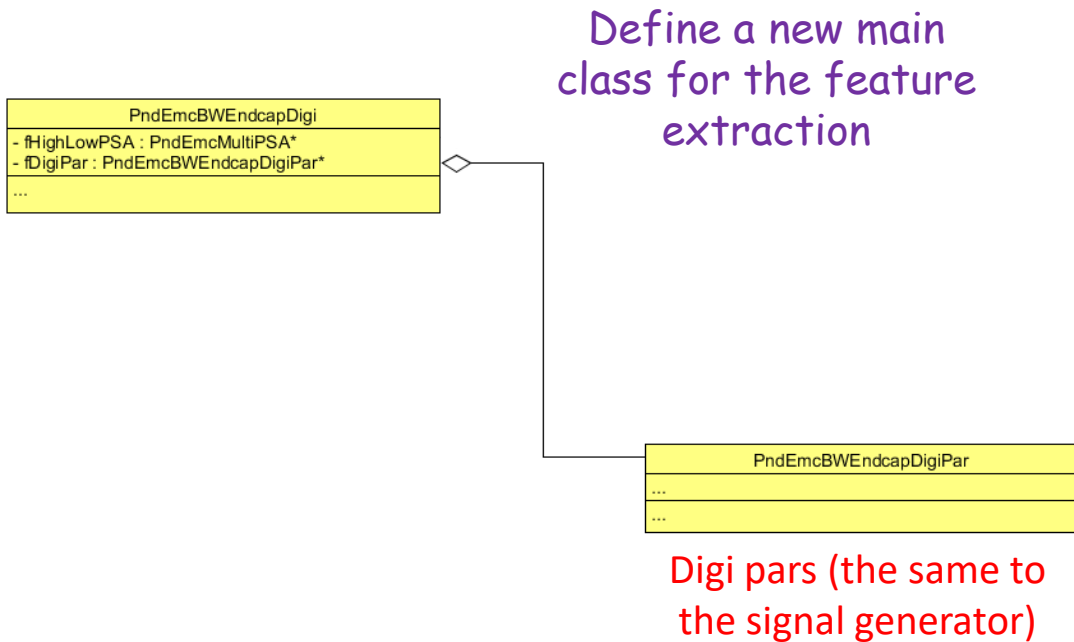 Define a new main
class for the feature
extraction
PndEmcBWEndcapDigi
- fHighLowPSA : PndEmcMultiPSA*
- fDigiPar : PndEmcBWEndcapDigiPar*
...
PndEmcBWEndcapDigiPar
...
...
Digi pars (the same to
the signal generator)